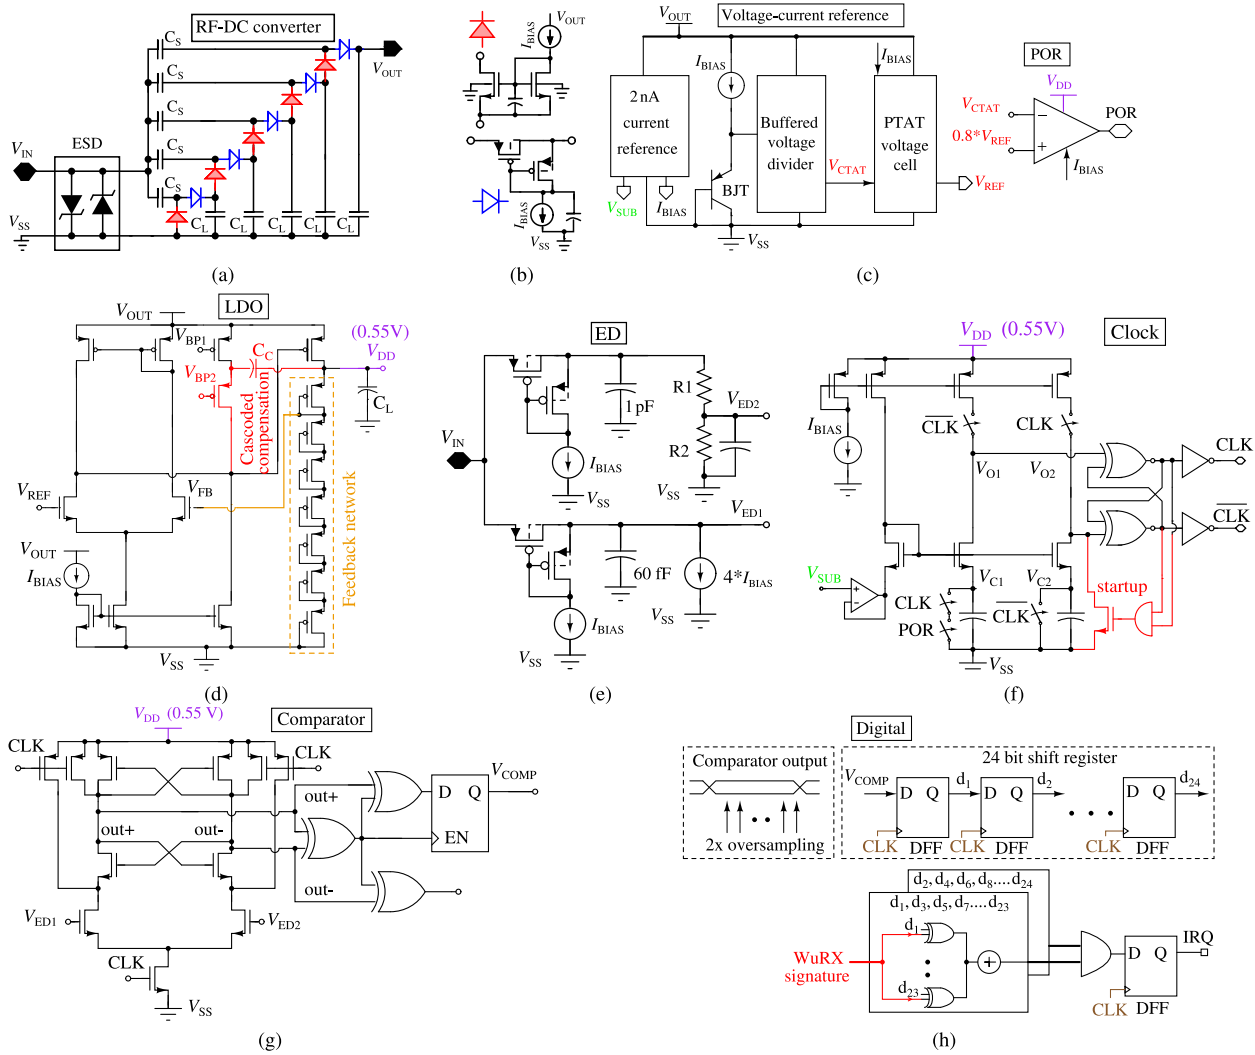 RF-DC converter
C_S
C_S
C_S
C_S
C_S
V_IN
ESD
V_SS
V_OUT
C_L
C_L
C_L
C_L
C_L
(a)
V_OUT
I_BIAS
I_BIAS
V_SS
(b)
V_OUT
Voltage-current reference
2 nA
current
reference
V_SUB
I_BIAS
I_BIAS
BJT
Buffered
voltage
divider
V_CTAT
I_BIAS
PTAT
voltage
cell
V_REF
V_SS
POR
V_DD
V_CTAT
0.8*V_REF
POR
I_BIAS
(c)
LDO
V_OUT
V_BP1
C_C
(0.55V)
V_DD
V_BP2
C_L
Cascoded
compensation
V_REF
V_FB
V_OUT
I_BIAS
Feedback network
V_SS
(d)
ED
1 pF
R1
V_ED2
R2
V_IN
I_BIAS
V_SS
V_SS
V_ED1
60 fF
4*I_BIAS
I_BIAS
V_SS
V_SS
(e)
V_DD (0.55V)
Clock
I_BIAS
C̅L̅K̅
CLK
V_O1
V_O2
CLK
C̅L̅K̅
V_SUB
V_C1
V_C2
startup
CLK
POR
C̅L̅K̅
V_SS
(f)
V_DD (0.55 V)
Comparator
CLK
CLK
out+
out-
out+
out-
D Q
EN
V_COMP
V_ED1
V_ED2
CLK
V_SS
(g)
Digital
Comparator output
2x oversampling
24 bit shift register
V_COMP
D Q
d_1
D Q
d_2
D Q
d_24
CLK DFF
CLK DFF
CLK DFF
d_2, d_4, d_6, d_8....d_24
d_1, d_3, d_5, d_7....d_23
d_1
WuRX
signature
d_23
D Q
IRQ
CLK DFF
(h)